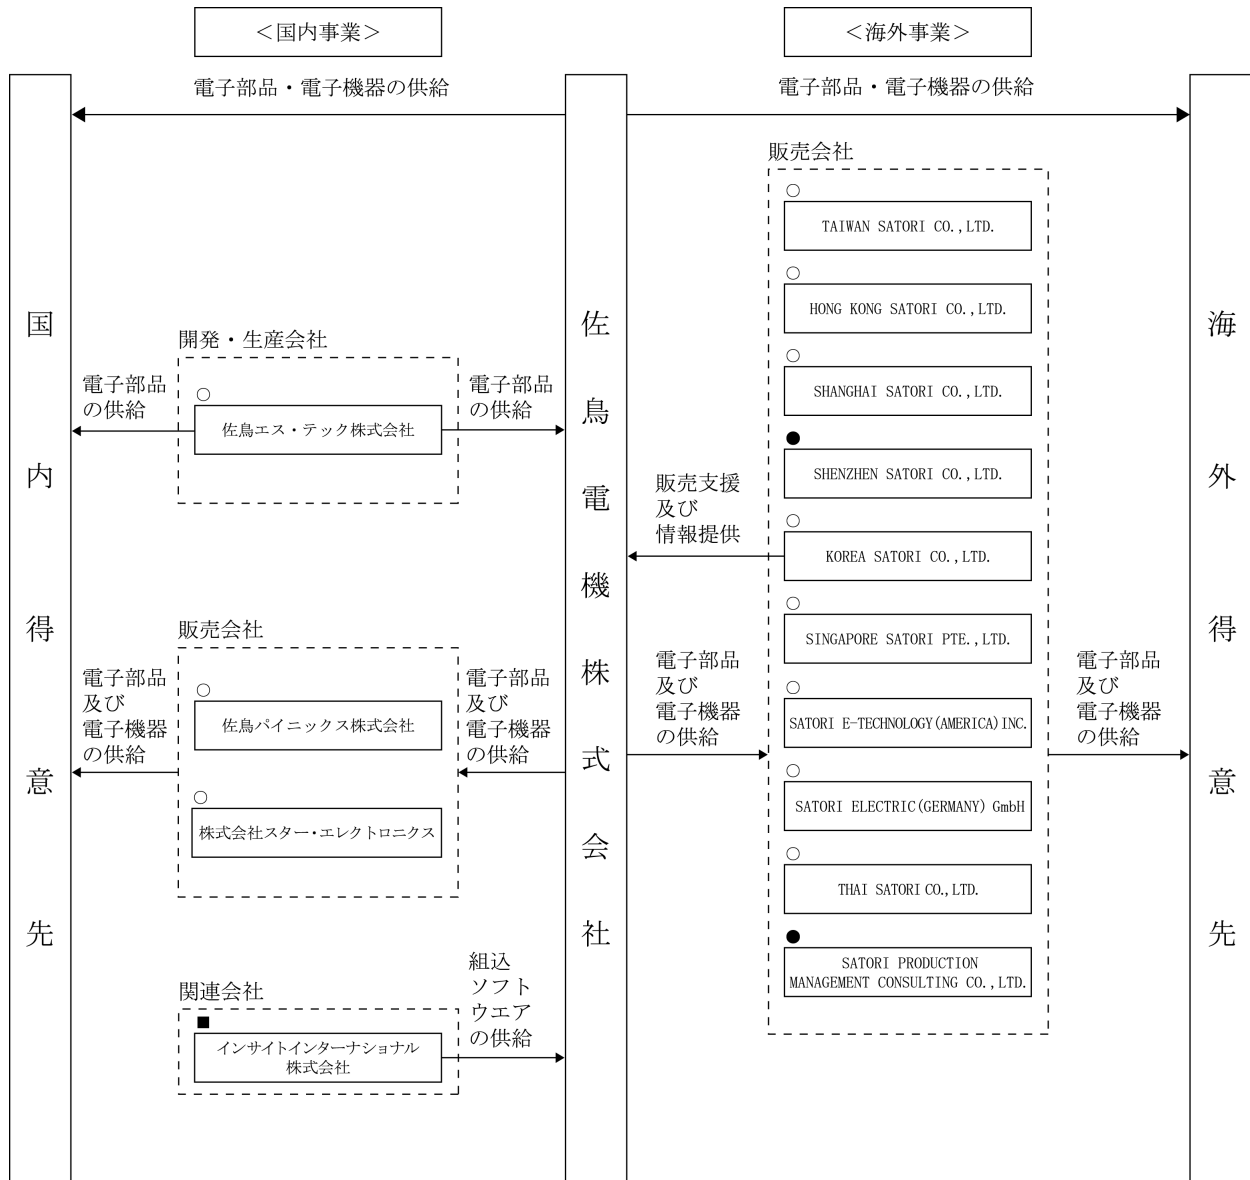 ＜国内事業＞
＜海外事業＞
電子部品・電子機器の供給
電子部品・電子機器の供給
国内得意先
佐鳥電機株式会社
海外得意先
開発・生産会社
電子部品
の供給
○
佐鳥エス・テック株式会社
電子部品
の供給
販売会社
電子部品
及び
電子機器
の供給
○
佐鳥パイニックス株式会社
○
株式会社スター・エレクトロニクス
電子部品
及び
電子機器
の供給
関連会社
■
インサイトインターナショナル
株式会社
組込
ソフト
ウエア
の供給
販売会社
○
TAIWAN SATORI CO.,LTD.
○
HONG KONG SATORI CO.,LTD.
○
SHANGHAI SATORI CO.,LTD.
●
SHENZHEN SATORI CO.,LTD.
○
KOREA SATORI CO.,LTD.
○
SINGAPORE SATORI PTE.,LTD.
○
SATORI E-TECHNOLOGY(AMERICA)INC.
○
SATORI ELECTRIC(GERMANY) GmbH
○
THAI SATORI CO.,LTD.
●
SATORI PRODUCTION
MANAGEMENT CONSULTING CO.,LTD.
販売支援
及び
情報提供
電子部品
及び
電子機器
の供給
電子部品
及び
電子機器
の供給